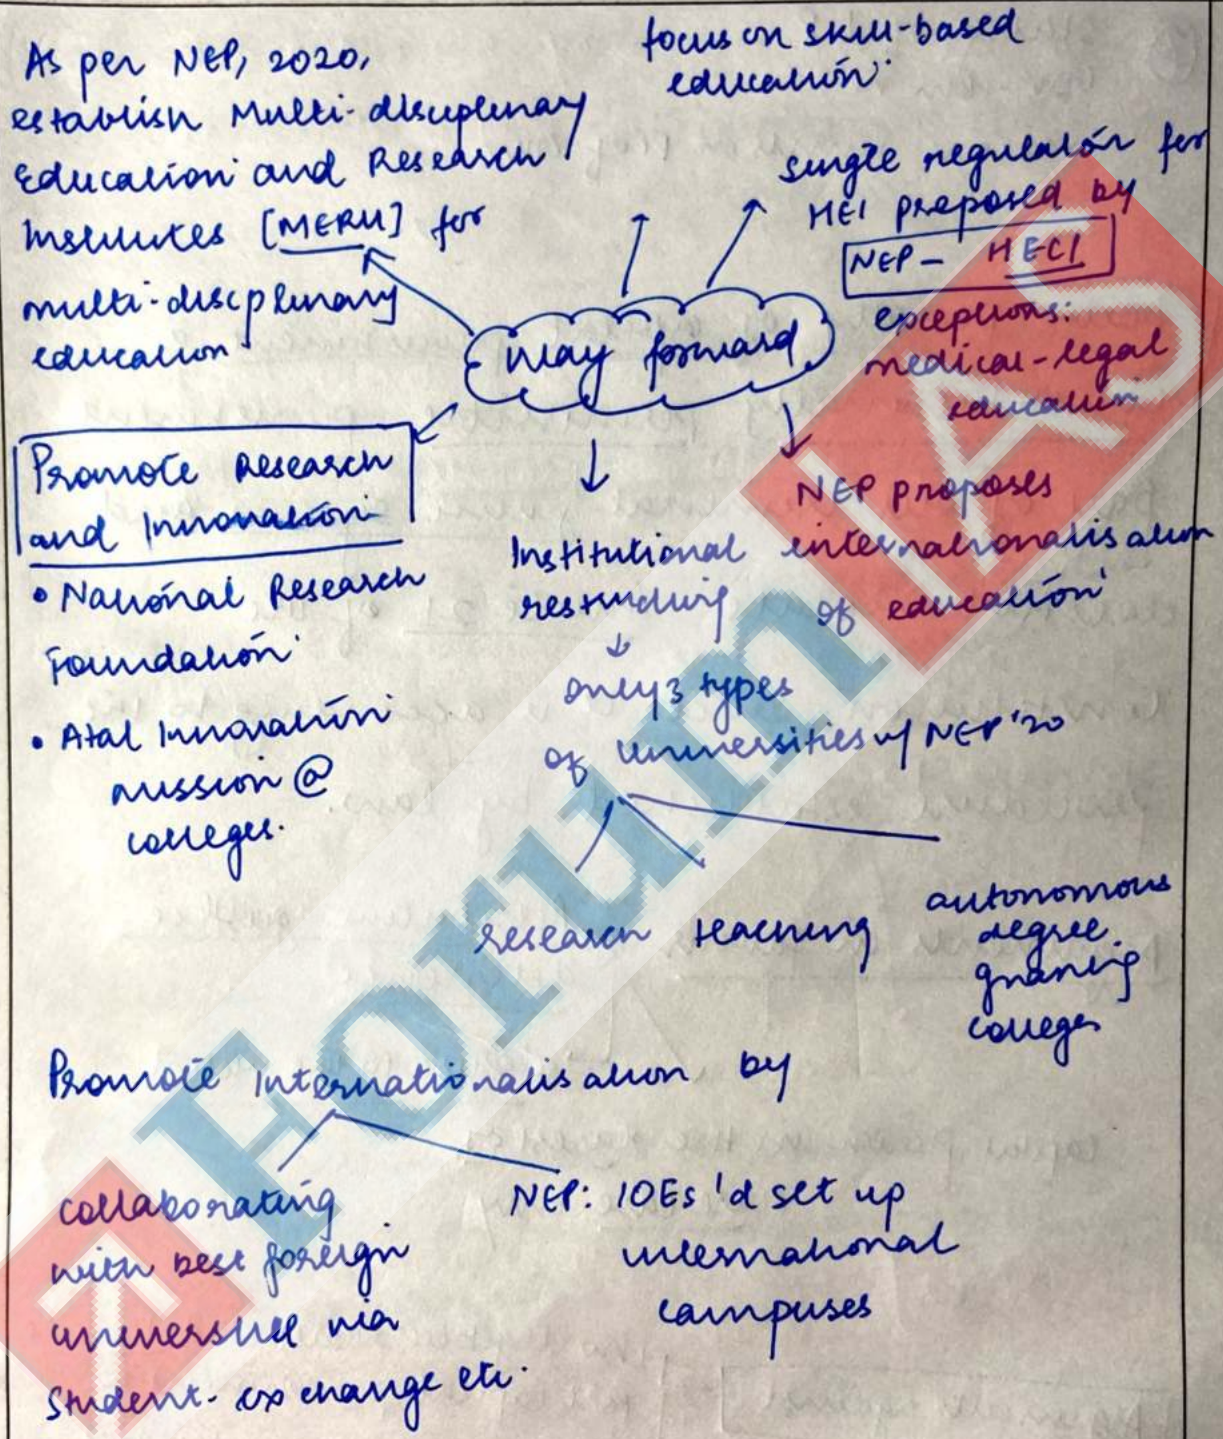 As per NEP, 2020,
establish Multi-disciplinary
Education and Research
Institutes [MERU] for
multi-disciplinary
education
focus on skill-based
education
single regulator for
HEI proposed by
NEP - HECI
exceptions:
medical-legal
education
way forward
Promote Research
and Innovation
• National Research
Foundation
• Atal Innovation
mission @
colleges.
Institutional
restructuring
↓
only 3 types
of universities w/ NEP'20
research
teaching
autonomous
degree
granting
colleges
NEP proposes
internationalisation
of education
Promote Internationalisation by
collaborating
with best foreign
via
Student-exchange etc.
NEP: IOEs 'd set up
international
campuses
ForumIAS